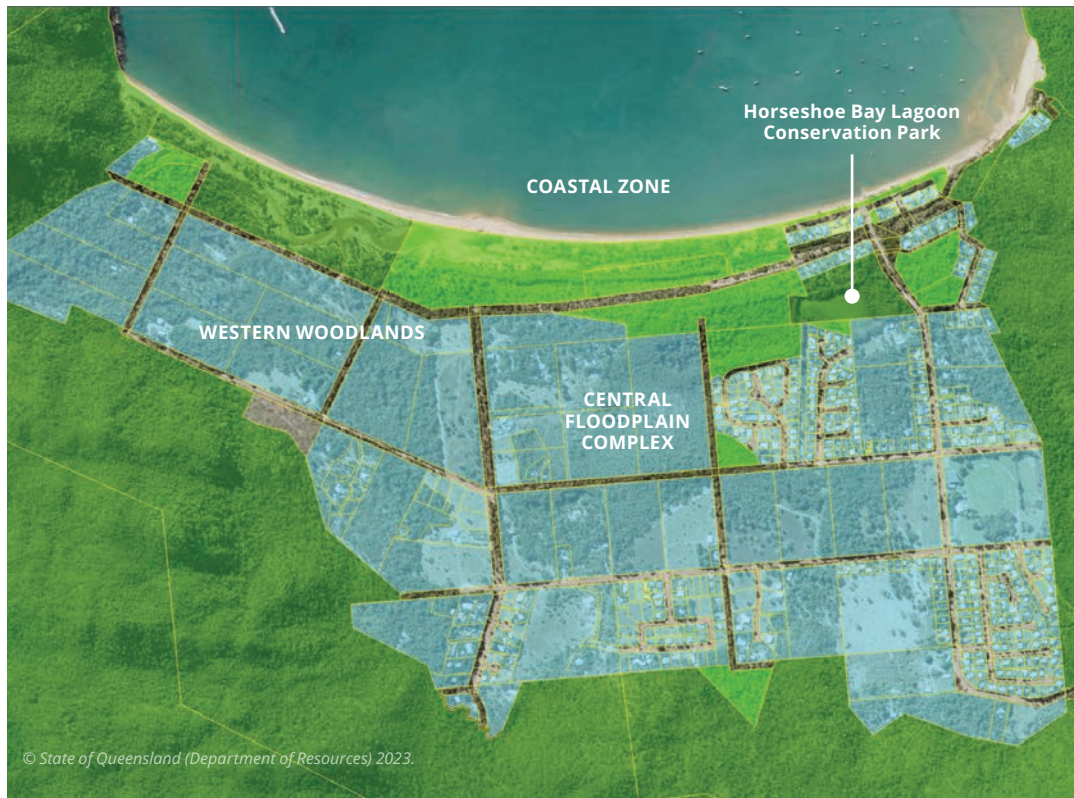 Horseshoe Bay Lagoon
Conservation Park
COASTAL ZONE
WESTERN WOODLANDS
CENTRAL
FLOODPLAIN
COMPLEX
© State of Queensland (Department of Resources) 2023.